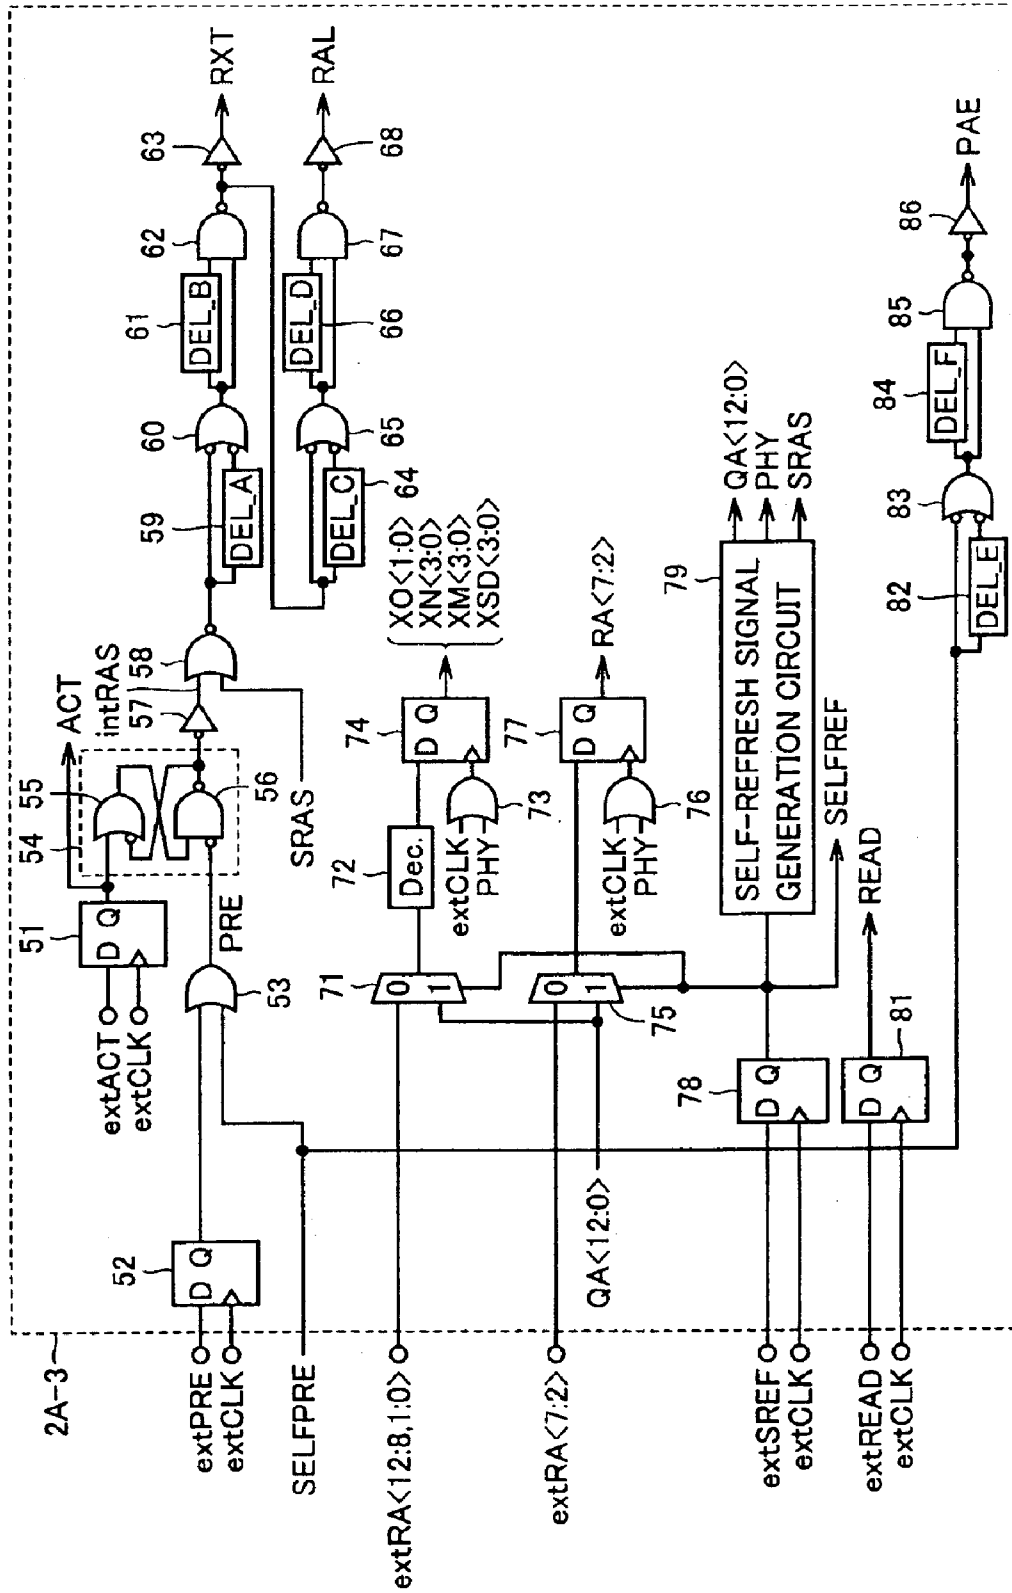 2A-3
extPRE
extCLK
52
D Q
SELFPRE
extACT
extCLK
51
D Q
ACT
54
55
56
53
PRE
intRAS
57
58
SRAS
59
DEL_A
60
61
DEL_B
62
63
RXT
64
DEL_C
65
66
DEL_D
67
68
RAL
extRA<12:8,1:0>
71
0
1
72
Dec.
extCLK
PHY
73
74
D Q
XO<1:0>
XN<3:0>
XM<3:0>
XSD<3:0>
extRA<7:2>
QA<12:0>
0
1
75
extCLK
PHY
76
77
D Q
RA<7:2>
extSREF
extCLK
78
D Q
79
SELF-REFRESH SIGNAL
GENERATION CIRCUIT
QA<12:0>
PHY
SRAS
SELFREF
extREAD
extCLK
81
D Q
READ
82
DEL_E
83
84
DEL_F
85
86
PAE